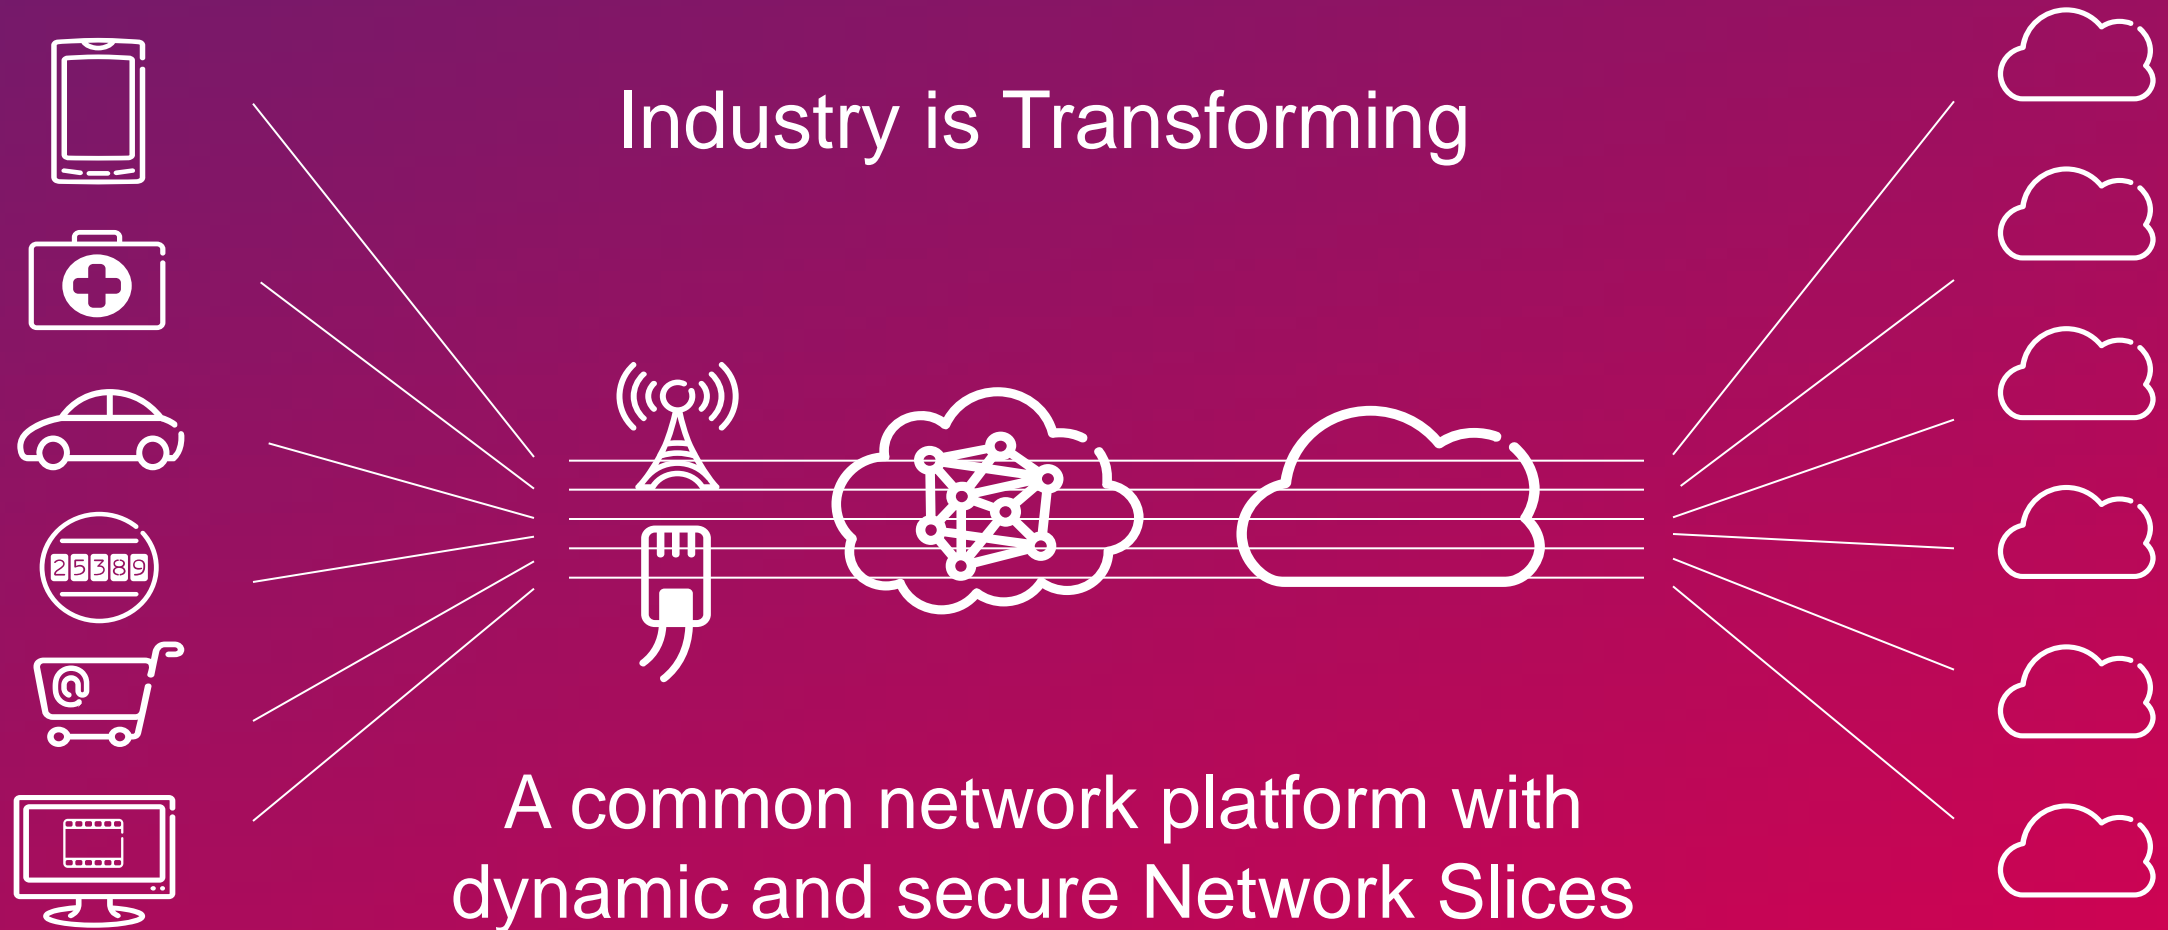 Industry is Transforming
25389
@
A common network platform with
dynamic and secure Network Slices